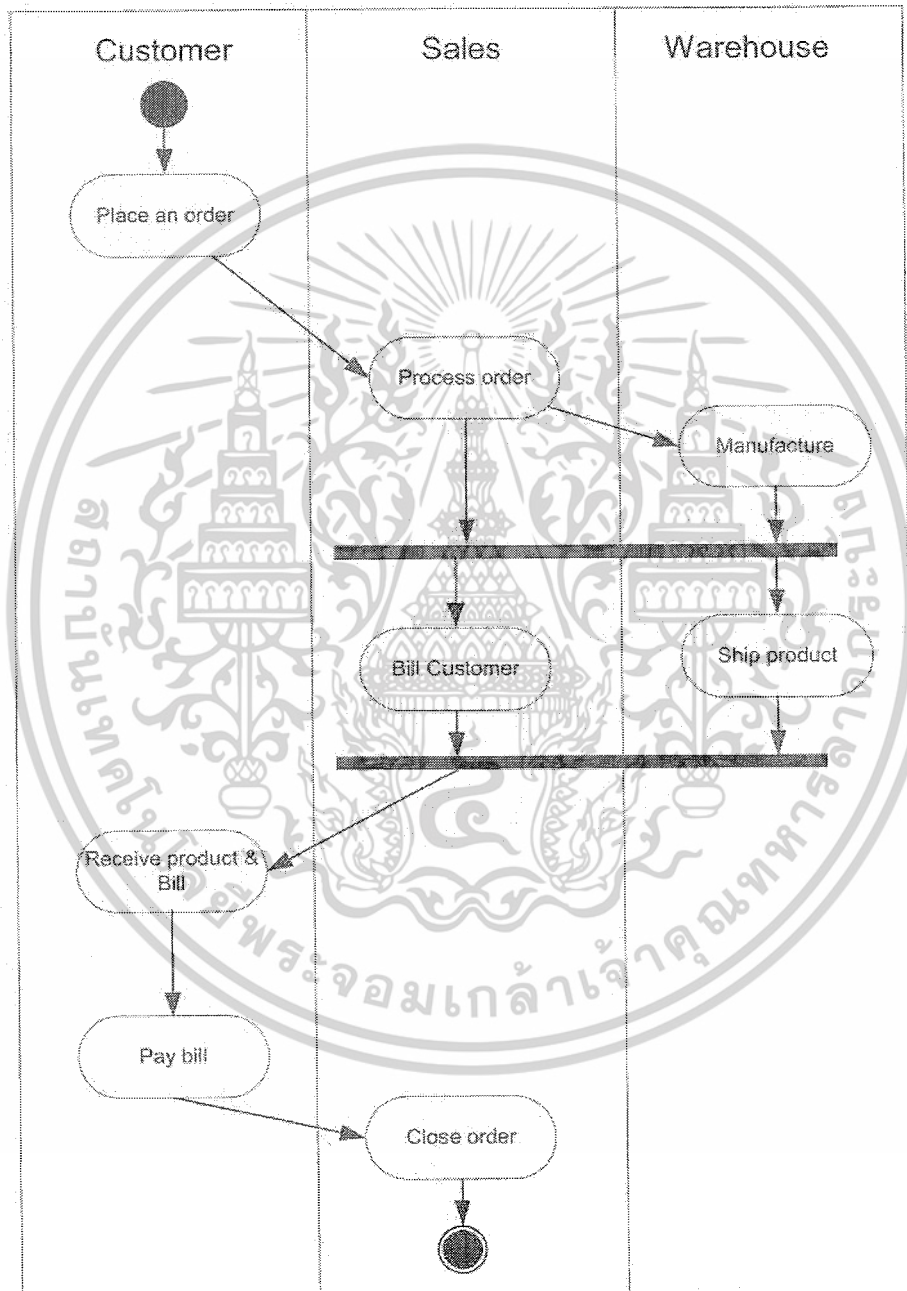 Customer
Sales
Warehouse
Place an order
Process order
Manufacture
Bill Customer
Ship product
Receive product &
Bill
Pay bill
Close order
พระจอมเกล้าเจ้าคุณทหาร